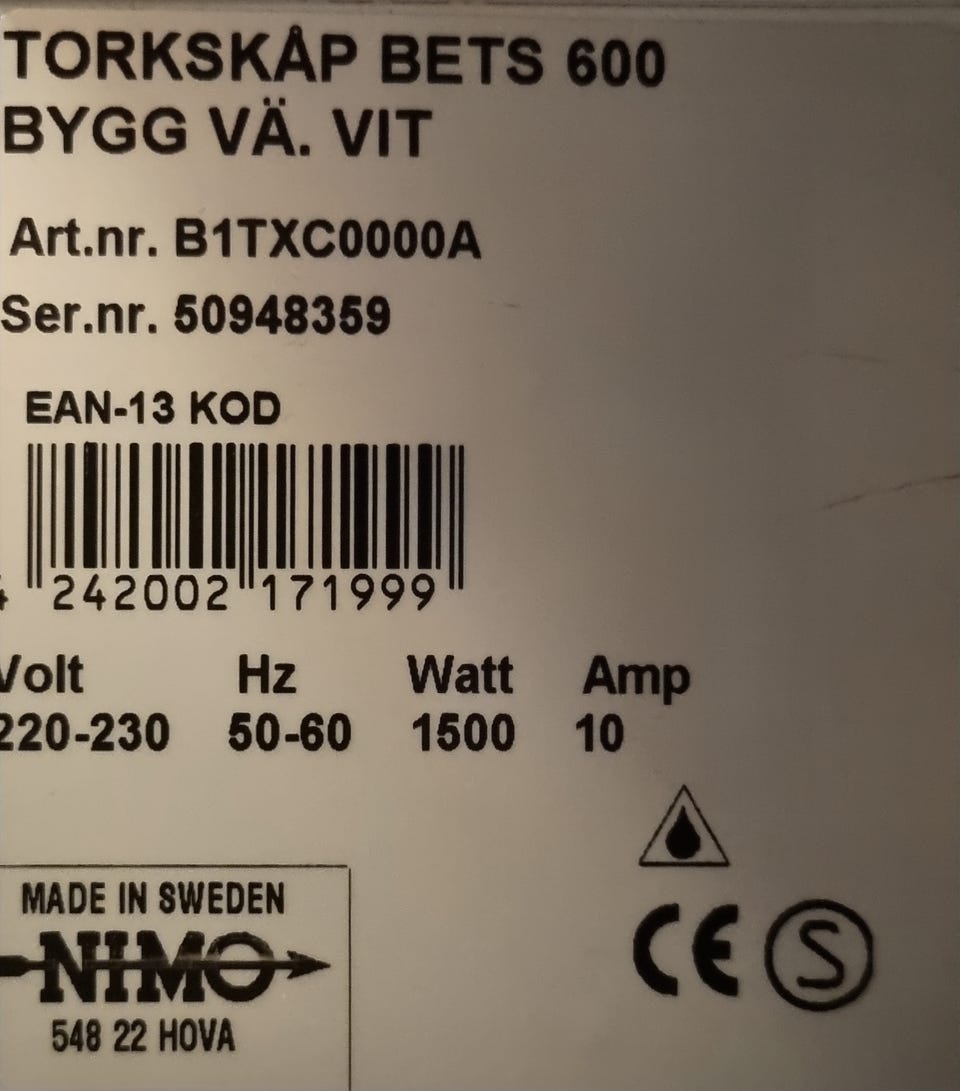 TORKSKÅP BETS 600
BYGG VÄ. VIT
Art.nr. B1TXC0000A
Ser.nr. 50948359
EAN-13 KOD
4 242002 171999
Volt Hz Watt Amp
220-230 50-60 1500 10
MADE IN SWEDEN
NIMO
548 22 HOVA
CE S